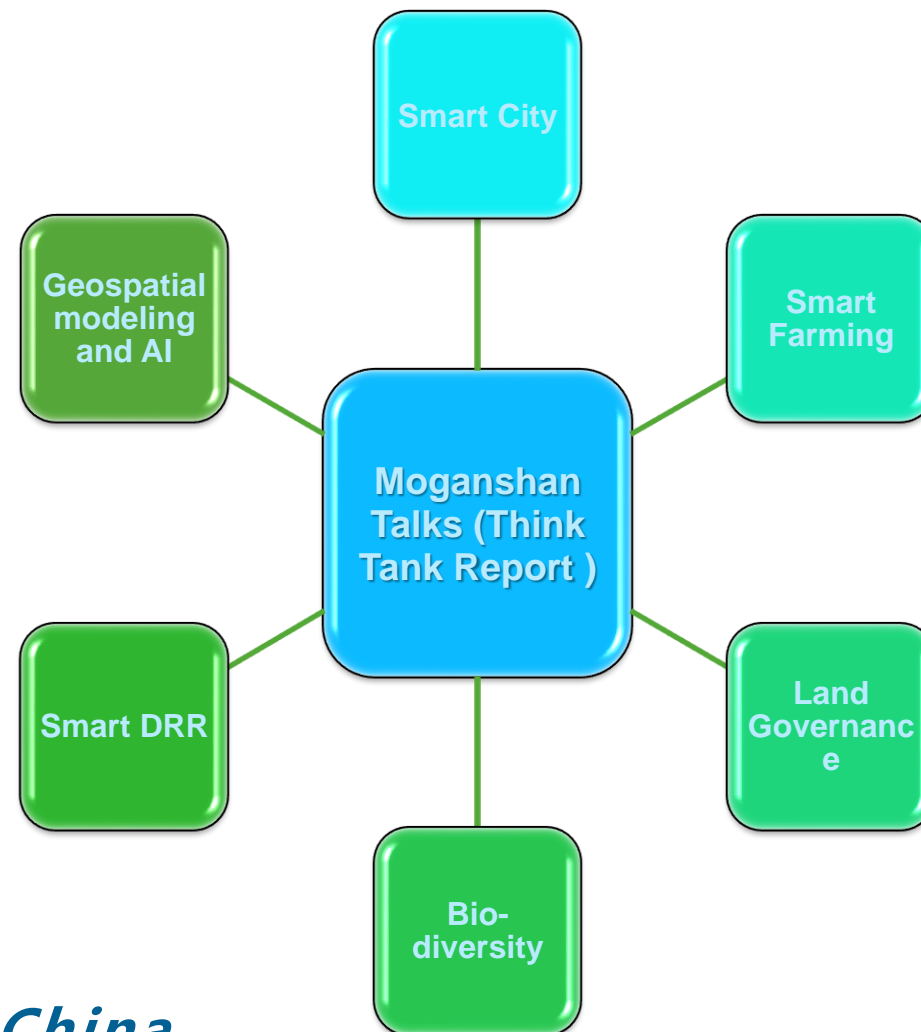 Smart City
Geospatial
modeling
and AI
Smart
Farming
Moganshan
Talks (Think
Tank Report )
Smart DRR
Land
Governanc
e
Bio-
diversity
China